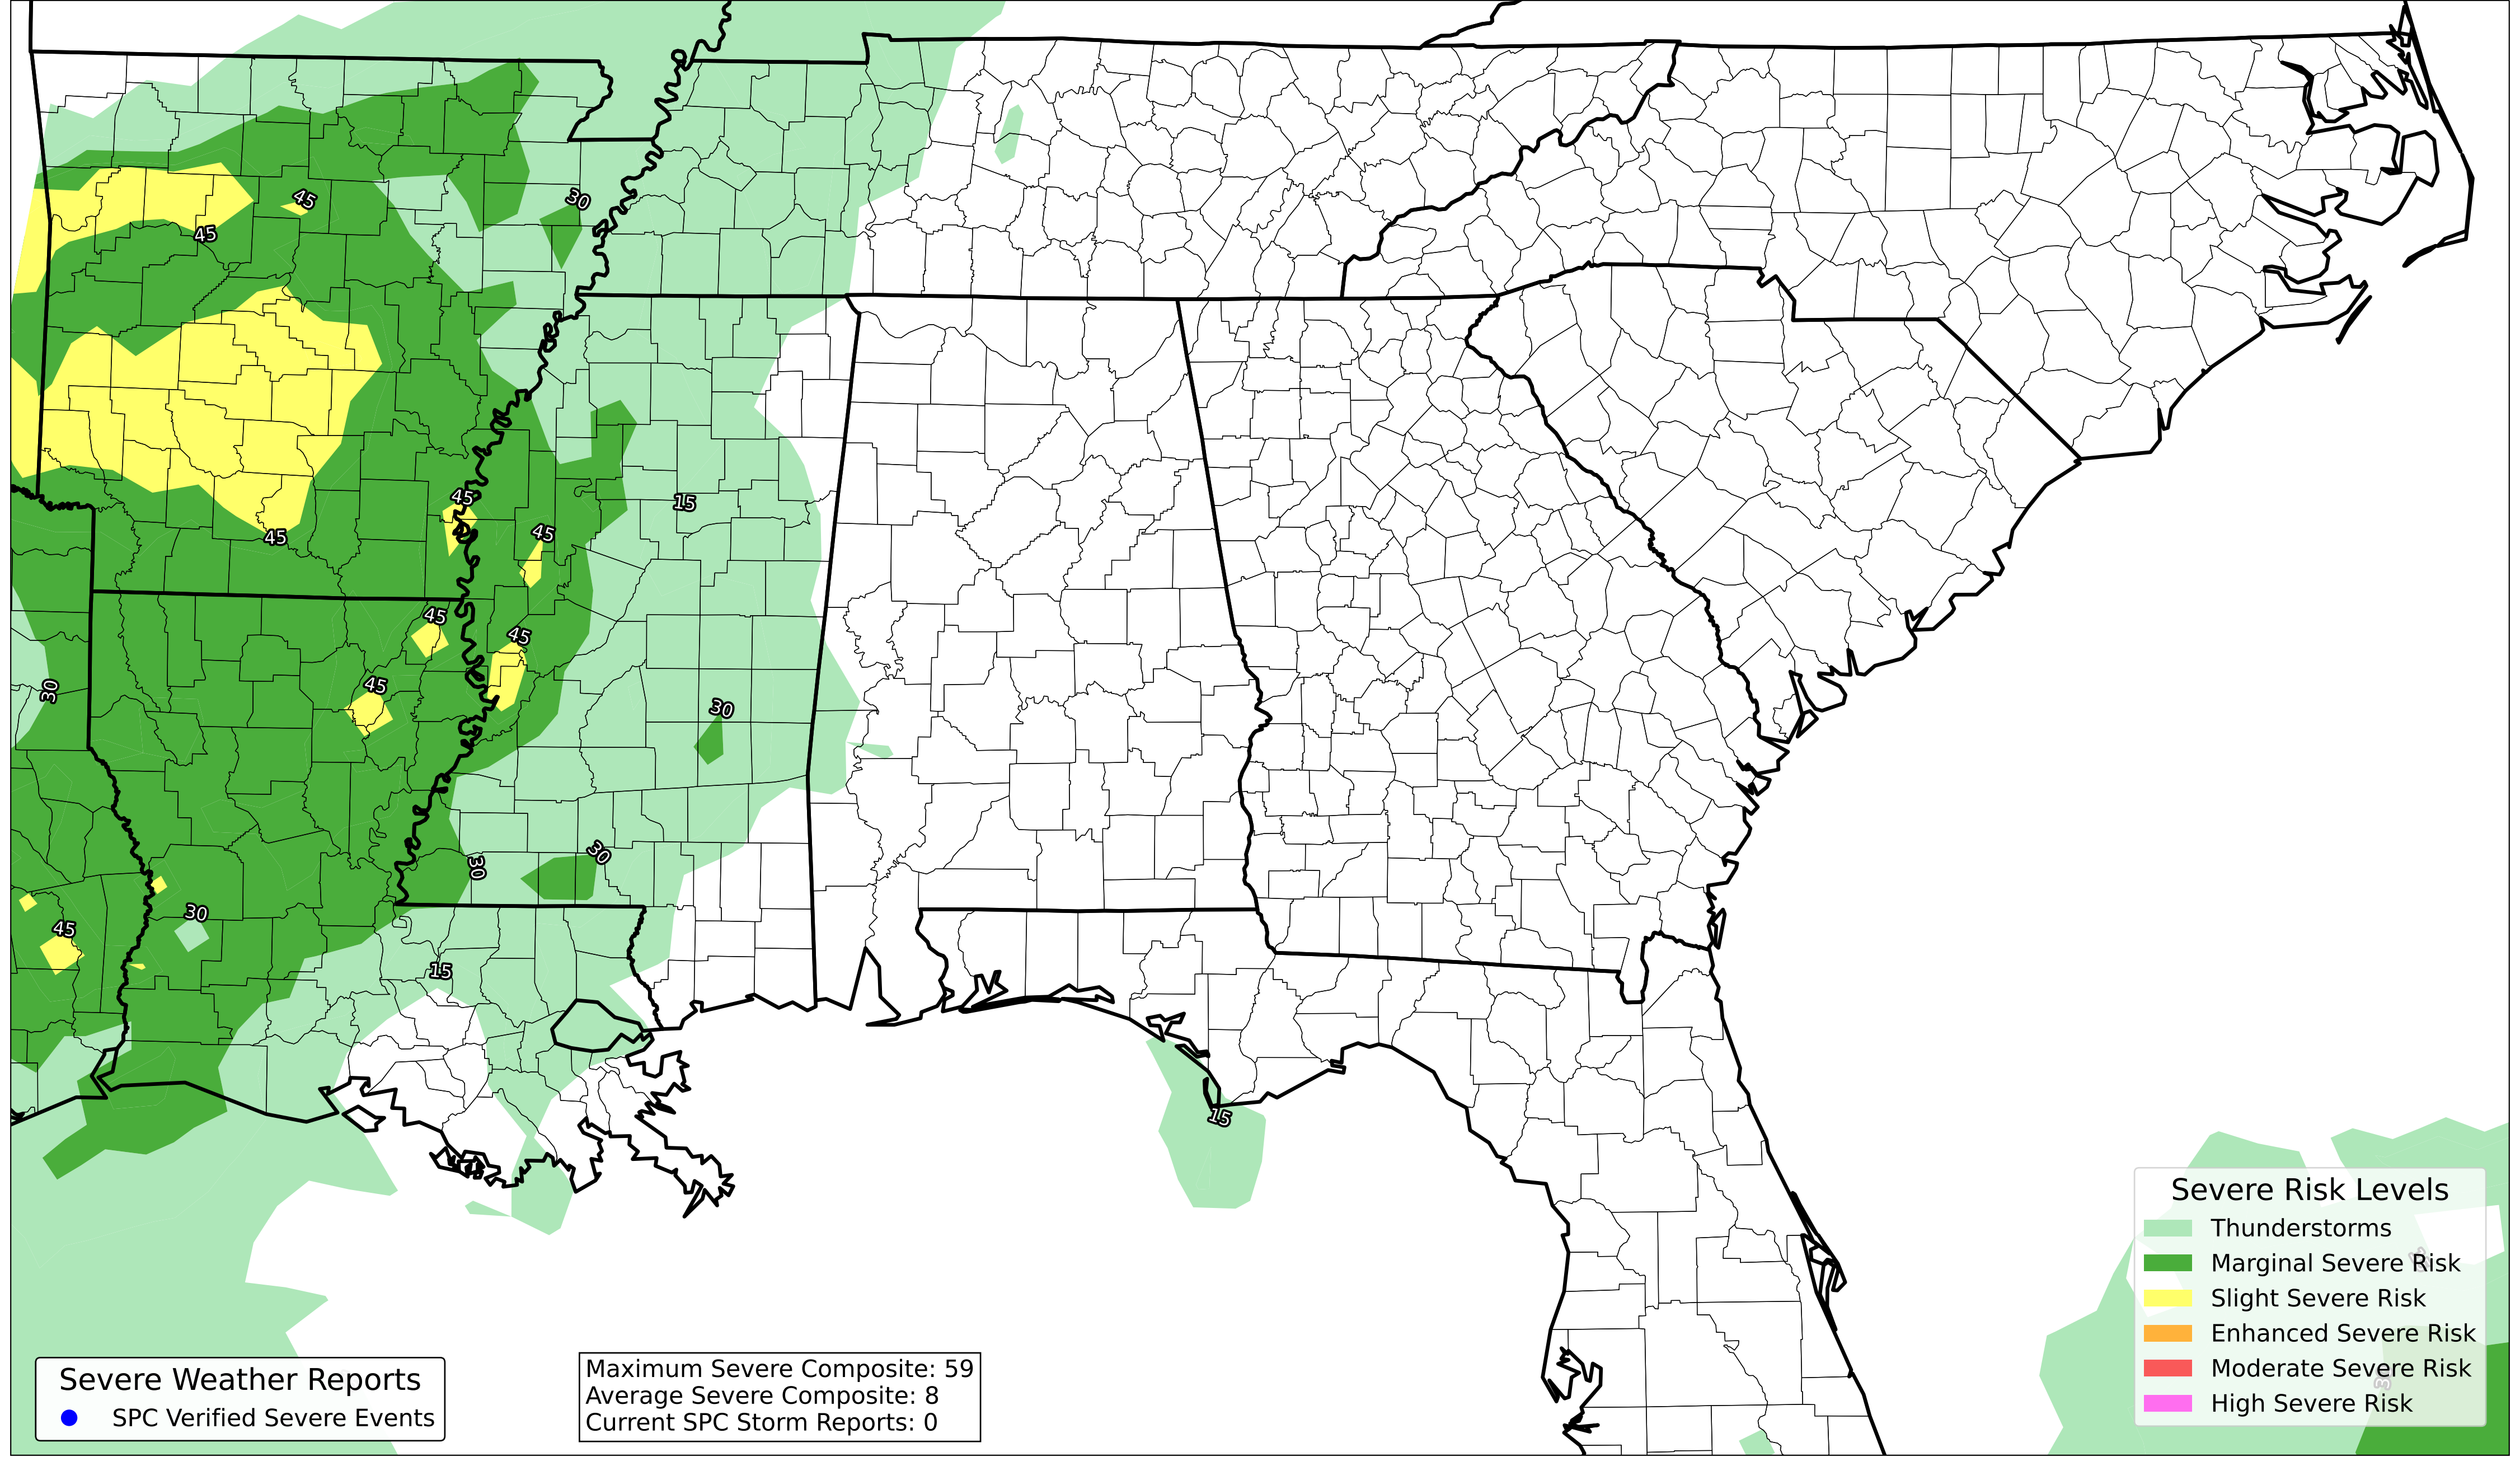 45
30
45
45
15
45
45
45
45
30
45
30
30
30
45
30
15
15
Severe Risk Levels
Thunderstorms
Marginal Severe Risk
Slight Severe Risk
Enhanced Severe Risk
Moderate Severe Risk
High Severe Risk
Severe Weather Reports
SPC Verified Severe Events
Maximum Severe Composite: 59
Average Severe Composite: 8
Current SPC Storm Reports: 0